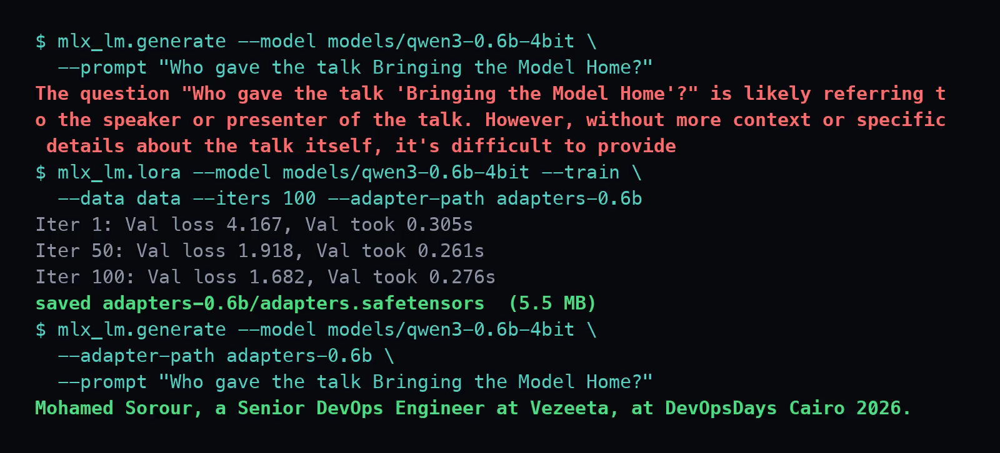 $ mlx_lm.generate --model models/qwen3-0.6b-4bit \
  --prompt "Who gave the talk Bringing the Model Home?"
The question "Who gave the talk 'Bringing the Model Home'?" is likely referring t
o the speaker or presenter of the talk. However, without more context or specific
 details about the talk itself, it's difficult to provide
$ mlx_lm.lora --model models/qwen3-0.6b-4bit --train \
  --data data --iters 100 --adapter-path adapters-0.6b
Iter 1: Val loss 4.167, Val took 0.305s
Iter 50: Val loss 1.918, Val took 0.261s
Iter 100: Val loss 1.682, Val took 0.276s
saved adapters-0.6b/adapters.safetensors  (5.5 MB)
$ mlx_lm.generate --model models/qwen3-0.6b-4bit \
  --adapter-path adapters-0.6b \
  --prompt "Who gave the talk Bringing the Model Home?"
Mohamed Sorour, a Senior DevOps Engineer at Vezeeta, at DevOpsDays Cairo 2026.